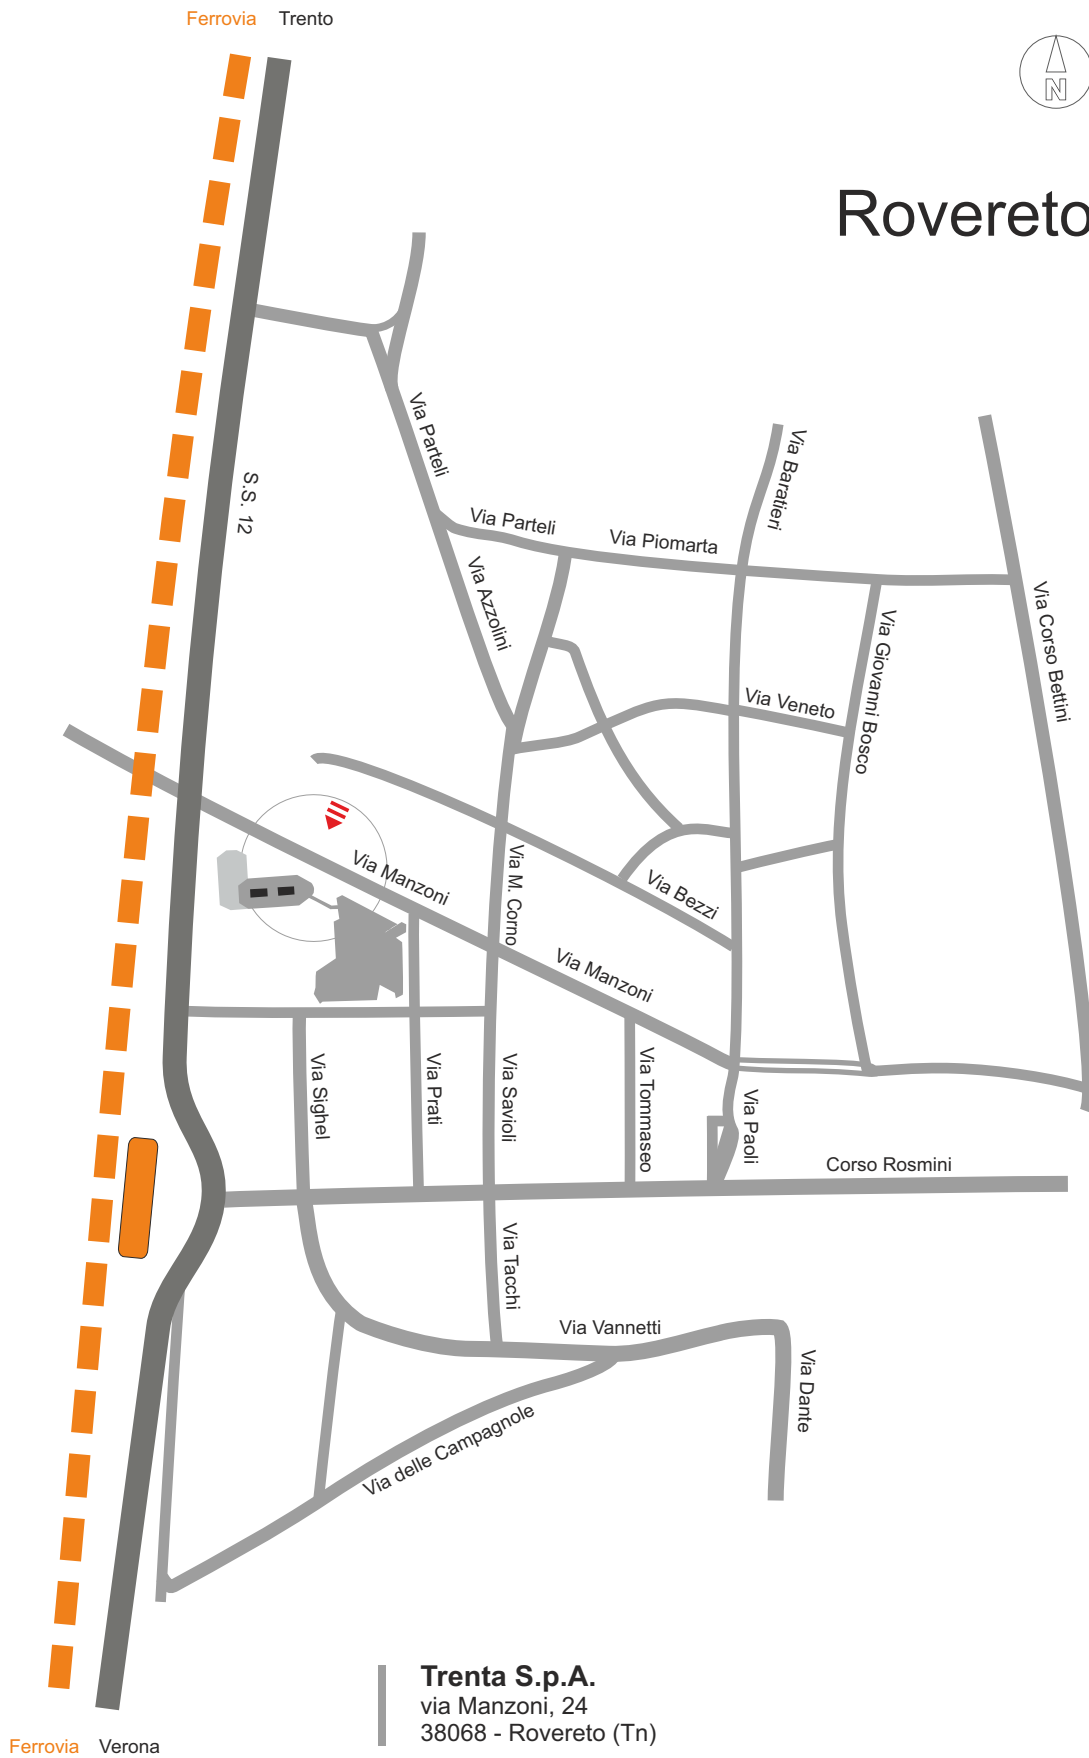 Ferrovia Trento
N
Rovereto
Via Parteli
Via Baratieri
S.S. 12
Via Parteli
Via Piomarta
Via Azzolini
Via Corso Bettini
Via Giovanni Bosco
Via Veneto
Via Manzoni
Via M. Corno
Via Bezzi
Via Manzoni
Via Sighel
Via Prati
Via Savioli
Via Tommaseo
Via Paoli
Corso Rosmini
Via Tacchi
Via Vannetti
Via Dante
Via delle Campagnole
Trenta S.p.A.
via Manzoni, 24
38068 - Rovereto (Tn)
Ferrovia Verona